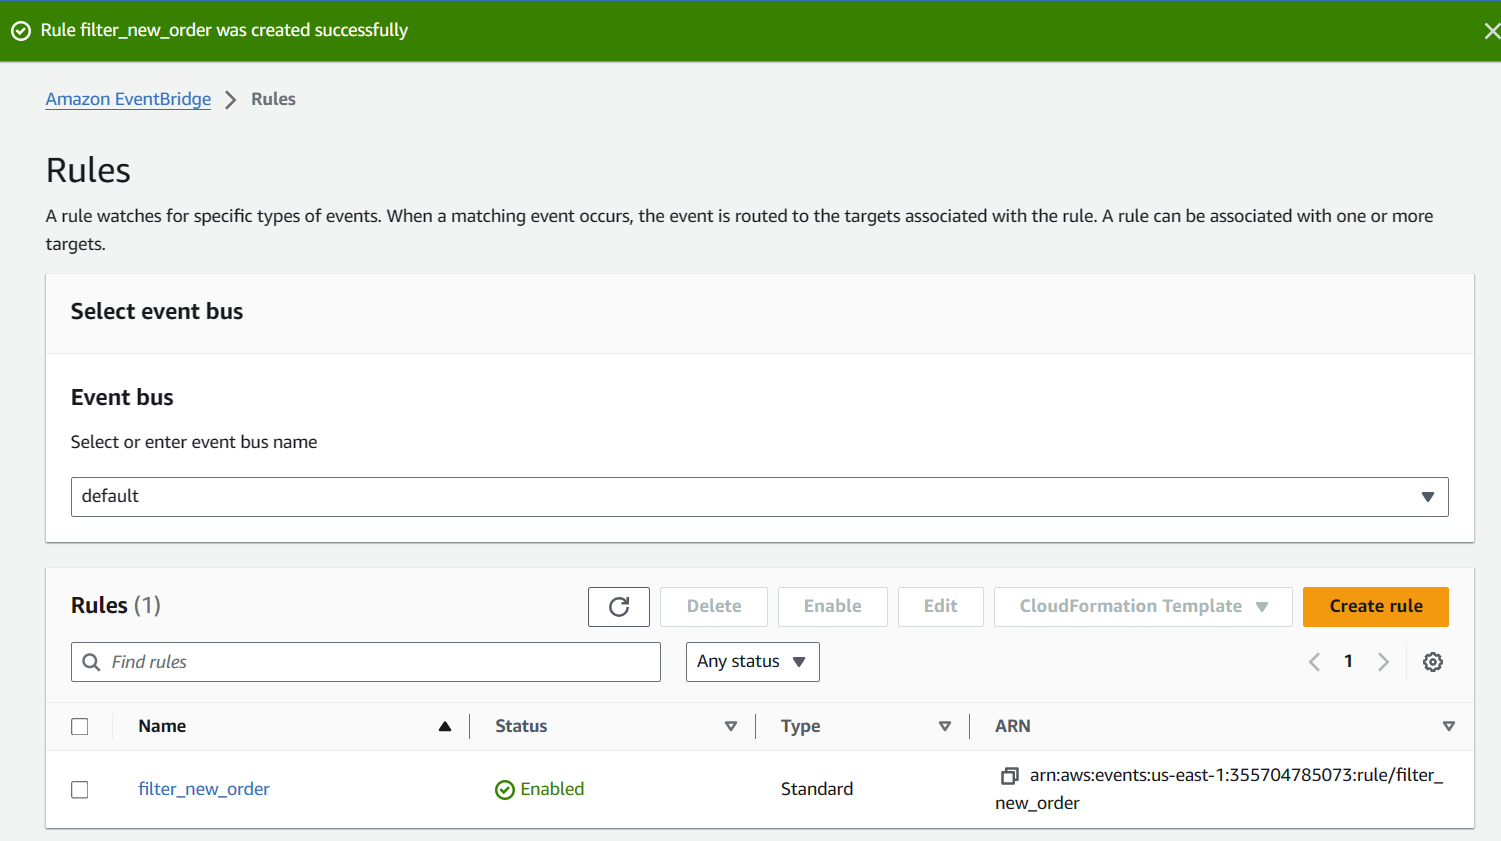 Rule filter_new_order was created successfully
Amazon EventBridge > Rules
Rules
A rule watches for specific types of events. When a matching event occurs, the event is routed to the targets associated with the rule. A rule can be associated with one or more
targets.
Select event bus
Event bus
Select or enter event bus name
default
Rules (1)
Delete
Enable
Edit
CloudFormation Template
Create rule
Find rules
Any status
1
Name
Status
Type
ARN
filter_new_order
Enabled
Standard
arn:aws:events:us-east-1:355704785073:rule/filter_
new_order